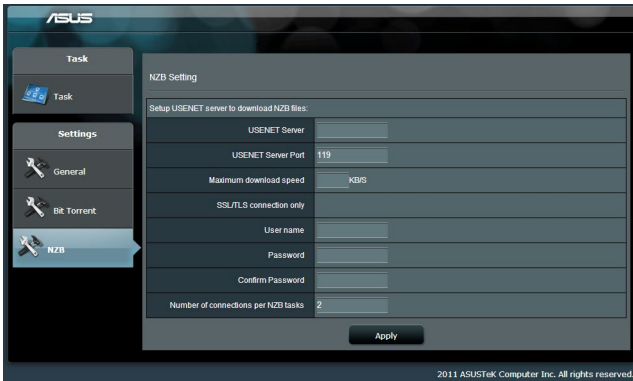 ASUS
Task
Task
Settings
General
Bit Torrent
NZB
NZB Setting
Setup USENET server to download NZB files:
USENET Server
USENET Server Port 119
Maximum download speed KB/S
SSL/TLS connection only
User name
Password
Confirm Password
Number of connections per NZB tasks 2
Apply
2011 ASUSTeK Computer Inc. All rights reserved.